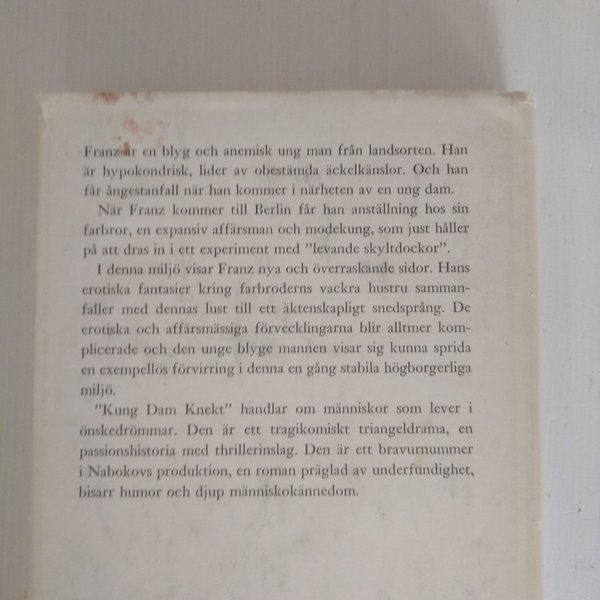 Franz är en blyg och anemisk ung man från landsorten. Han
är hypokondrisk, lider av obestämda äckelkänslor. Och han
får ångestanfall när han kommer i närheten av en ung dam.
När Franz kommer till Berlin får han anställning hos sin
farbror, en expansiv affärsman och modekung, som just håller
på att dras in i ett experiment med "levande skyltdockor".
I denna miljö visar Franz nya och överraskande sidor. Hans
erotiska fantasier kring farbroderns vackra hustru samman-
faller med dennas lust till ett äktenskapligt snedsprång. De
erotiska och affärsmässiga förvecklingarna blir alltmer kom-
plicerade och den unge blyge mannen visar sig kunna sprida
en exempellös förvirring i denna en gång stabila högborgerliga
miljö.
"Kung Dam Knekt" handlar om människor som lever i
önskedrömmar. Den är ett tragikomiskt triangeldrama, en
passionshistoria med thrillerinslag. Den är ett bravurnummer
i Nabokovs produktion, en roman präglad av underfundighet,
bisarr humor och djup människokännedom.